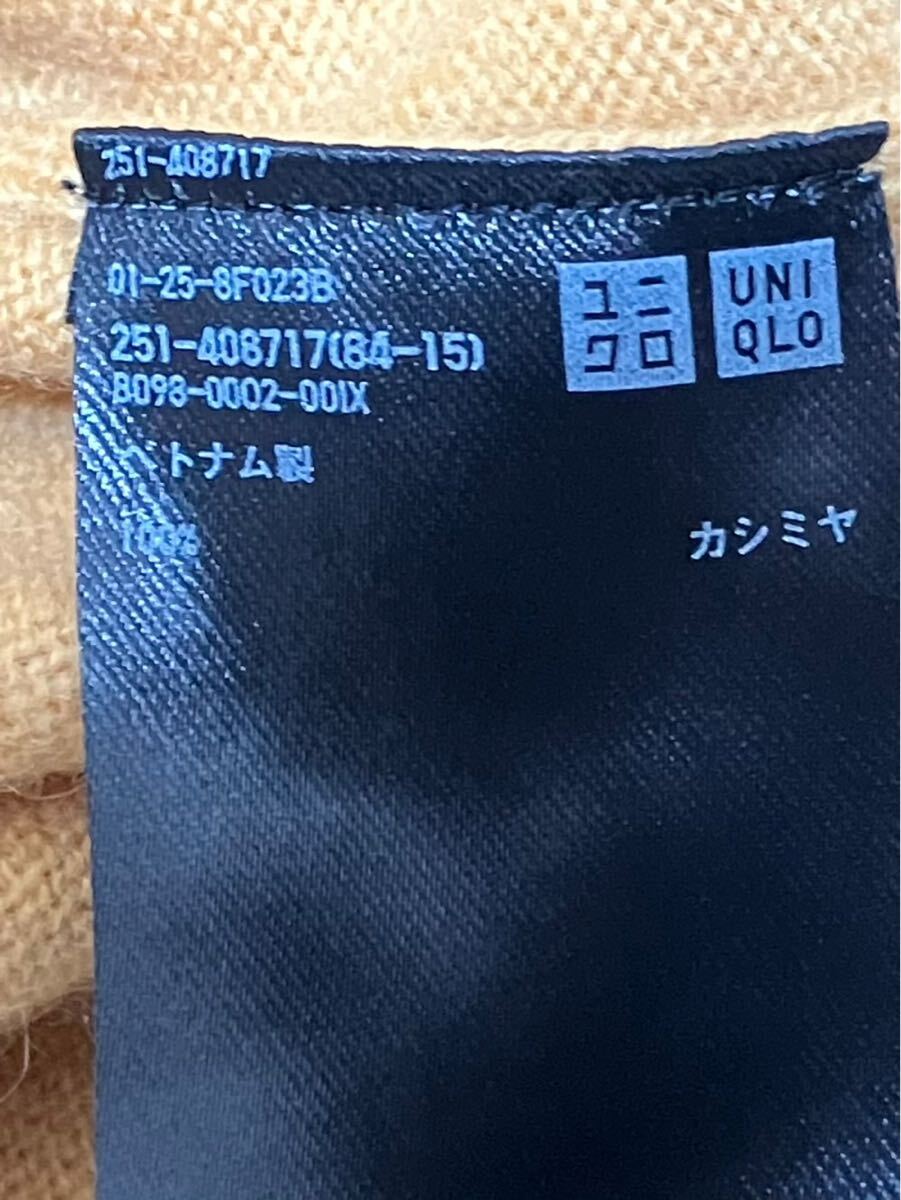 251-408717
01-25-8F023B
251-408717(84-15)
B098-0002-001X
ベトナム製
100% カシミヤ
ユニ
クロ
UNI
QLO